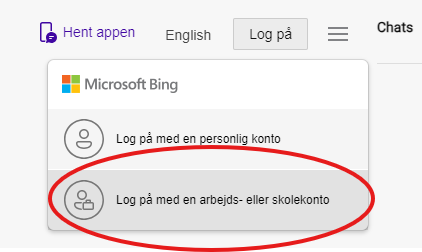 Hent appen
English
Log på
Chats
Microsoft Bing
Log på med en personlig konto
Log på med en arbejds- eller skolekonto